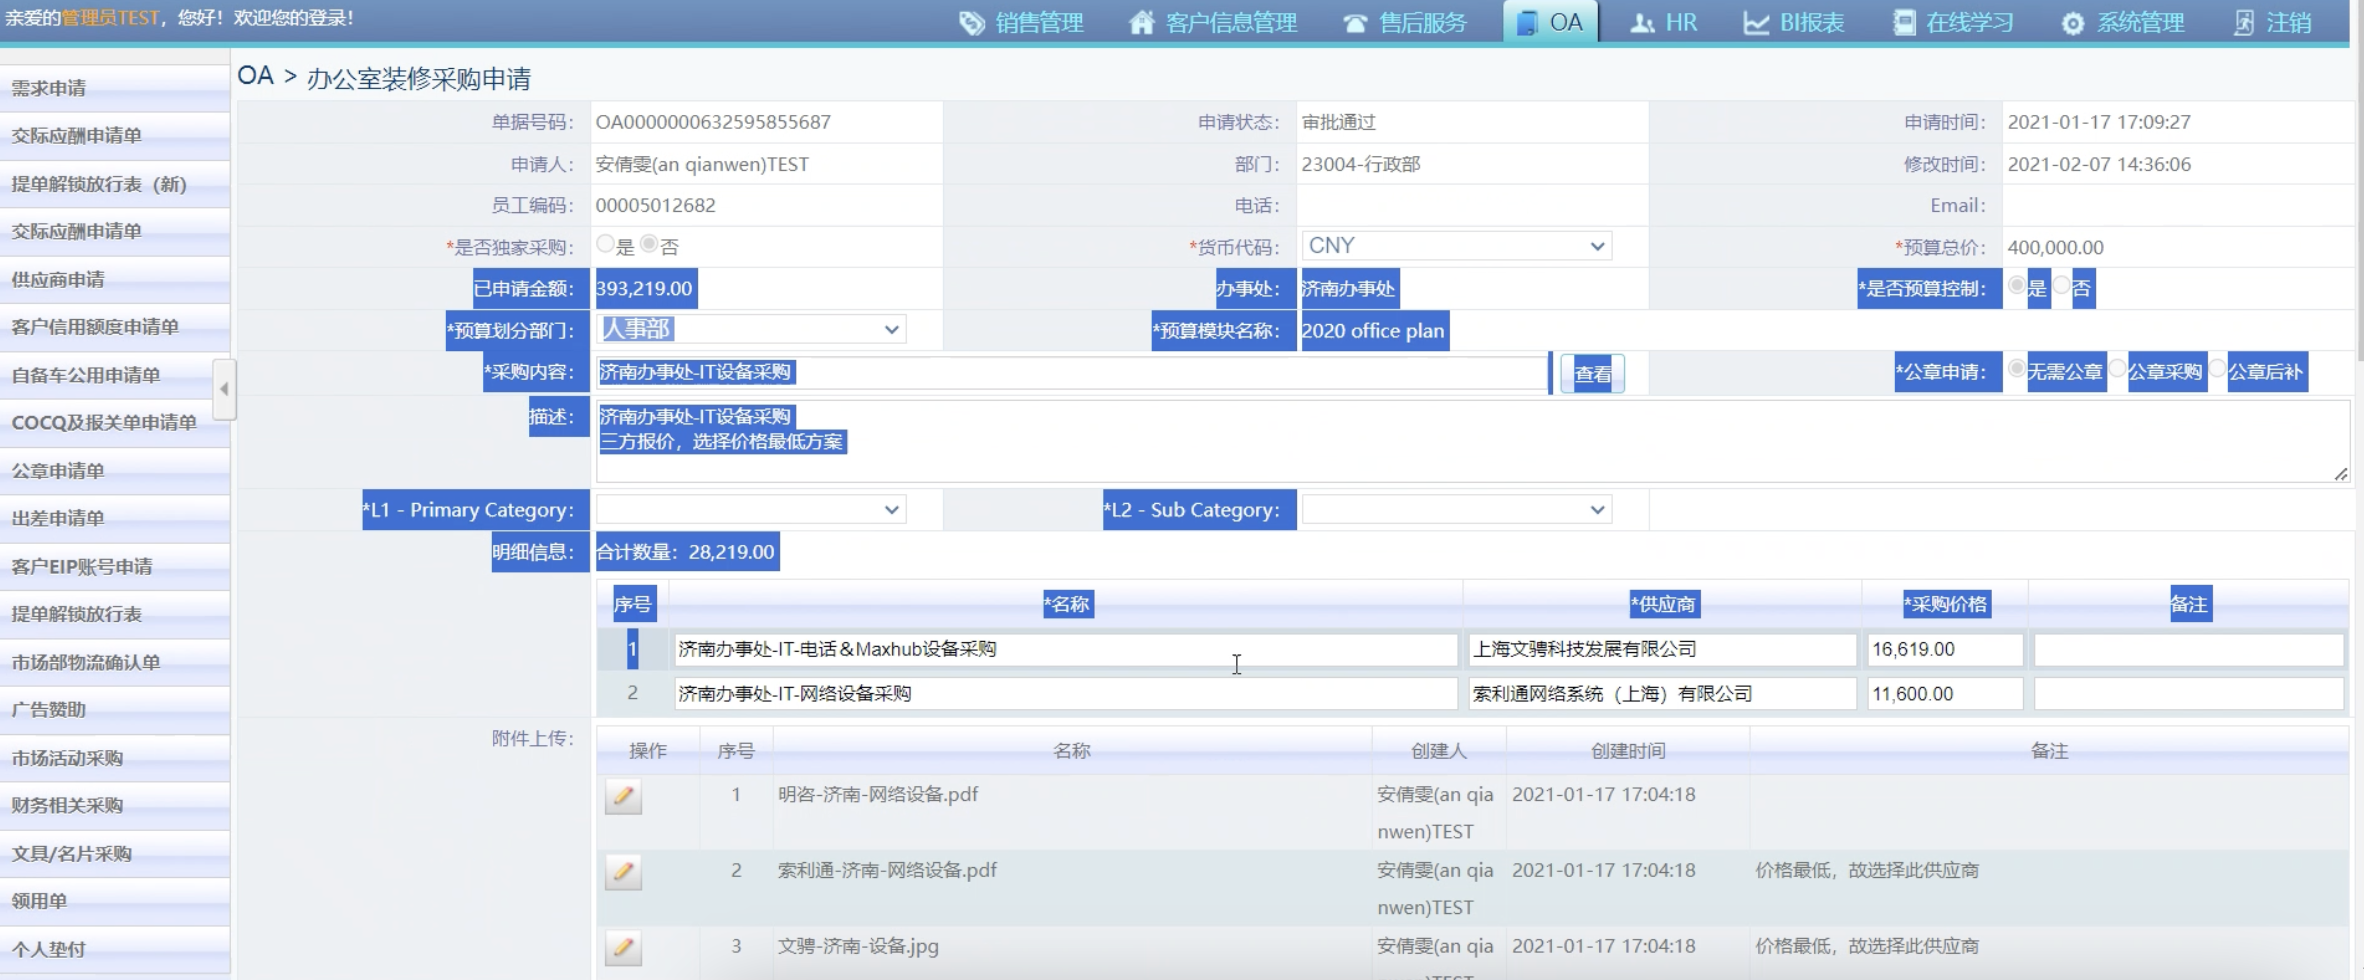 亲爱的管理员TEST，您好！欢迎您的登录！
销售管理 客户信息管理 售后服务 OA HR BI报表 在线学习 系统管理 注销
需求申请
交际应酬申请单
提单解锁放行表（新）
交际应酬申请单
供应商申请
客户信用额度申请单
自备车公用申请单
COCQ及报关单申请单
公章申请单
出差申请单
客户EIP账号申请
提单解锁放行表
市场部物流确认单
广告赞助
市场活动采购
财务相关采购
文具/名片采购
领用单
个人垫付
OA > 办公室装修采购申请
单据号码： OA0000000632595855687 申请状态： 审批通过 申请时间： 2021-01-17 17:09:27
申请人： 安倩雯(an qianwen)TEST 部门： 23004-行政部 修改时间： 2021-02-07 14:36:06
员工编码： 00005012682 电话： Email：
*是否独家采购： 是 否 *货币代码： CNY *预算总价： 400,000.00
已申请金额： 393,219.00 办事处： 济南办事处 *是否预算控制： 是 否
*预算划分部门： 人事部 *预算模块名称： 2020 office plan
*采购内容： 济南办事处-IT设备采购 查看 *公章申请： 无需公章 公章采购 公章后补
描述： 济南办事处-IT设备采购
三方报价，选择价格最低方案
*L1 - Primary Category： *L2 - Sub Category：
明细信息： 合计数量：28,219.00
序号 *名称 *供应商 *采购价格 备注
1 济南办事处-IT-电话＆Maxhub设备采购 上海文骋科技发展有限公司 16,619.00
2 济南办事处-IT-网络设备采购 索利通网络系统（上海）有限公司 11,600.00
附件上传： 操作 序号 名称 创建人 创建时间 备注
1 明咨-济南-网络设备.pdf 安倩雯(an qia 2021-01-17 17:04:18
nwen)TEST
2 索利通-济南-网络设备.pdf 安倩雯(an qia 2021-01-17 17:04:18 价格最低，故选择此供应商
nwen)TEST
3 文骋-济南-设备.jpg 安倩雯(an qia 2021-01-17 17:04:18 价格最低，故选择此供应商